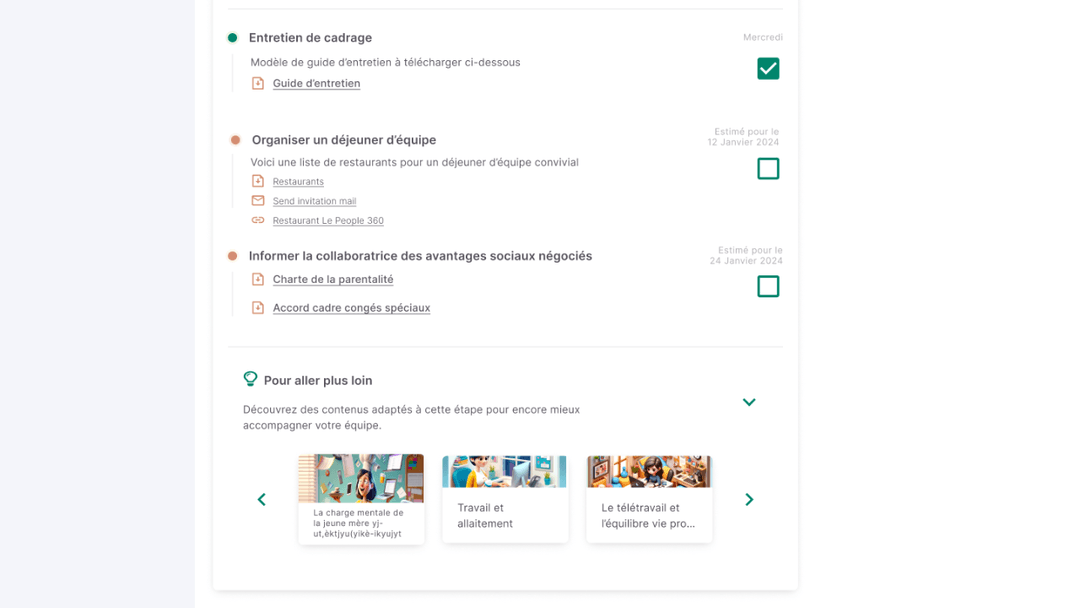 Entretien de cadrage
Mercredi
Modèle de guide d'entretien à télécharger ci-dessous
Guide d'entretien
Organiser un déjeuner d'équipe
Estimé pour le
12 Janvier 2024
Voici une liste de restaurants pour un déjeuner d'équipe convivial
Restaurants
Send invitation mail
Restaurant Le People 360
Informer la collaboratrice des avantages sociaux négociés
Estimé pour le
24 Janvier 2024
Charte de la parentalité
Accord cadre congés spéciaux
Pour aller plus loin
Découvrez des contenus adaptés à cette étape pour encore mieux
accompagner votre équipe.
La charge mentale de
la jeune mère yj-
ut,èktjyu(yikè-ikyujyt
Travail et
allaitement
Le télétravail et
l'équilibre vie pro...